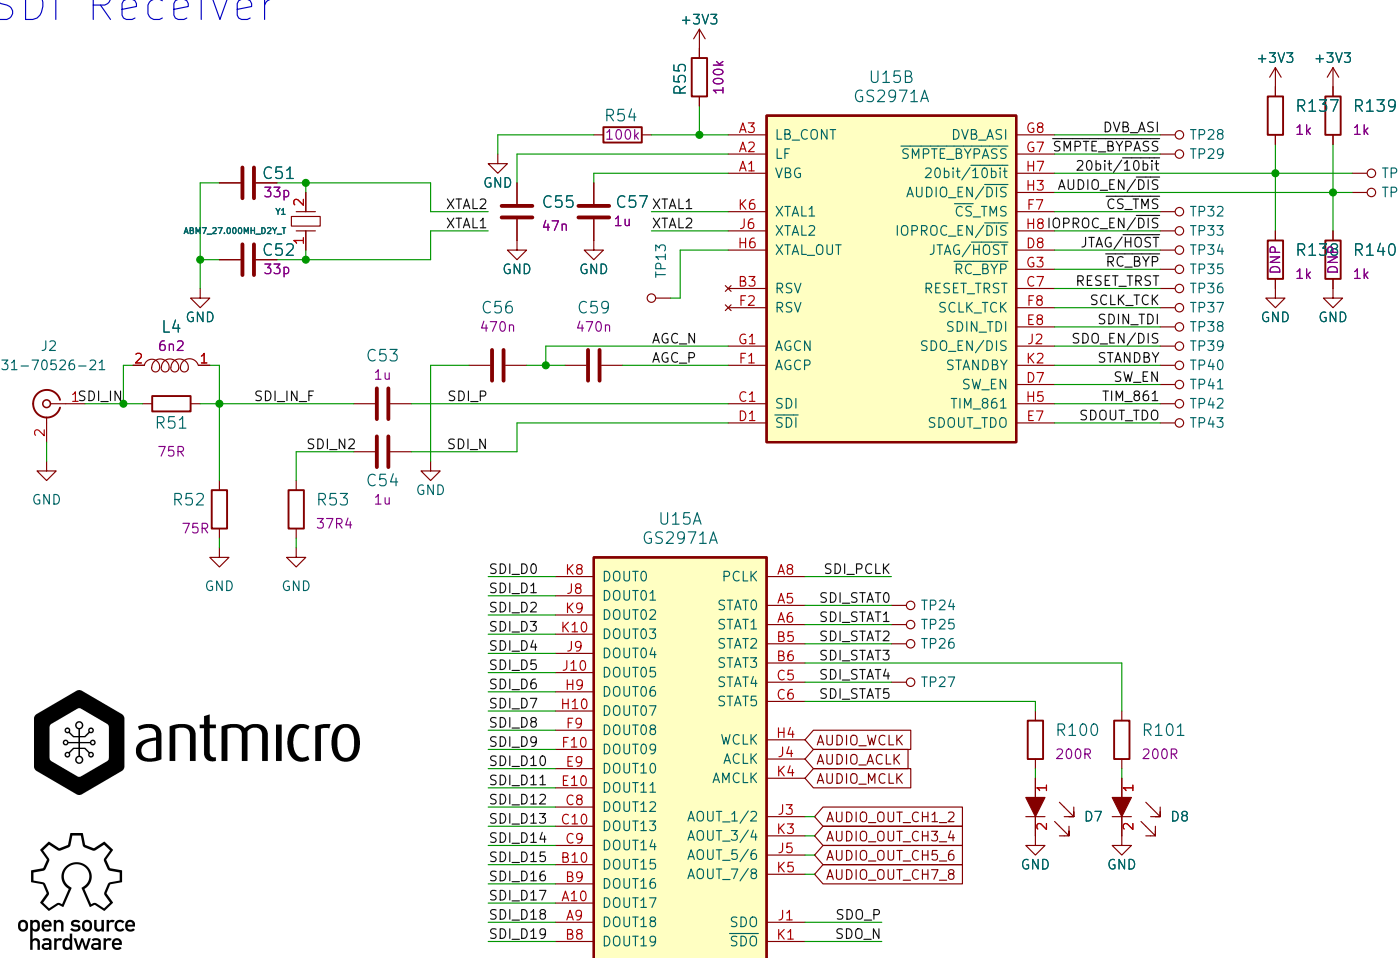 SDI Receiver
+3V3
R55
100k
R54
100k
GND
U15B
GS2971A
+3V3 +3V3
R137 R139
1k 1k
R138 R140
DNP DNP
1k 1k
GND GND
TP
TP
C51
33p
Y1
2
1
ABM7_27.000MH_D2Y_T
C52
33p
GND
XTAL2
XTAL1
C55
47n
GND
C57
1u
GND
XTAL1
XTAL2
TP13
A3 LB_CONT
A2 LF
A1 VBG
K6 XTAL1
J6 XTAL2
H6 XTAL_OUT
B3 RSV
F2 RSV
G1 AGCN
F1 AGCP
C1 SDI
D1 SDI
DVB_ASI G8 DVB_ASI TP28
SMPTE_BYPASS G7 SMPTE_BYPASS TP29
20bit/10bit H7 20bit/10bit
AUDIO_EN/DIS H3 AUDIO_EN/DIS
CS_TMS F7 CS_TMS TP32
IOPROC_EN/DIS H8 IOPROC_EN/DIS TP33
JTAG/HOST D8 JTAG/HOST TP34
RC_BYP G3 RC_BYP TP35
RESET_TRST C7 RESET_TRST TP36
SCLK_TCK F8 SCLK_TCK TP37
SDIN_TDI E8 SDIN_TDI TP38
SDO_EN/DIS J2 SDO_EN/DIS TP39
STANDBY K2 STANDBY TP40
SW_EN D7 SW_EN TP41
TIM_861 H5 TIM_861 TP42
SDOUT_TDO E7 SDOUT_TDO TP43
C56
470n
C59
470n
AGC_N
AGC_P
J2
31-70526-21
1
2
SDI_IN
GND
L4
6n2
2 1
R51
75R
SDI_IN_F
C53
1u
SDI_P
SDI_N2
SDI_N
C54
1u
GND
R52
75R
GND
R53
37R4
GND
U15A
GS2971A
SDI_D0 K8 DOUT0
SDI_D1 J8 DOUT01
SDI_D2 K9 DOUT02
SDI_D3 K10 DOUT03
SDI_D4 J9 DOUT04
SDI_D5 J10 DOUT05
SDI_D6 H9 DOUT06
SDI_D7 H10 DOUT07
SDI_D8 F9 DOUT08
SDI_D9 F10 DOUT09
SDI_D10 E9 DOUT10
SDI_D11 E10 DOUT11
SDI_D12 C8 DOUT12
SDI_D13 C10 DOUT13
SDI_D14 C9 DOUT14
SDI_D15 B10 DOUT15
SDI_D16 B9 DOUT16
SDI_D17 A10 DOUT17
SDI_D18 A9 DOUT18
SDI_D19 B8 DOUT19
PCLK A8 SDI_PCLK
STAT0 A5 SDI_STAT0 TP24
STAT1 A6 SDI_STAT1 TP25
STAT2 B5 SDI_STAT2 TP26
STAT3 B6 SDI_STAT3
STAT4 C5 SDI_STAT4 TP27
STAT5 C6 SDI_STAT5
WCLK H4 AUDIO_WCLK
ACLK J4 AUDIO_ACLK
AMCLK K4 AUDIO_MCLK
AOUT_1/2 J3 AUDIO_OUT_CH1_2
AOUT_3/4 K3 AUDIO_OUT_CH3_4
AOUT_5/6 J5 AUDIO_OUT_CH5_6
AOUT_7/8 K5 AUDIO_OUT_CH7_8
SDO J1 SDO_P
SDO K1 SDO_N
R100
200R
R101
200R
1
2
D7
GND
1
2
D8
GND
antmicro
open source
hardware